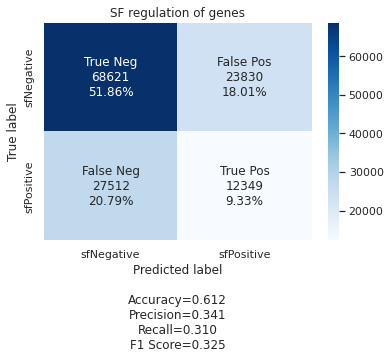 SF regulation of genes
True label
sfNegative
True Neg
68621
51.86%
False Pos
23830
18.01%
sfPositive
False Neg
27512
20.79%
True Pos
12349
9.33%
60000
50000
40000
30000
20000
sfNegative sfPositive
Predicted label
Accuracy=0.612
Precision=0.341
Recall=0.310
F1 Score=0.325